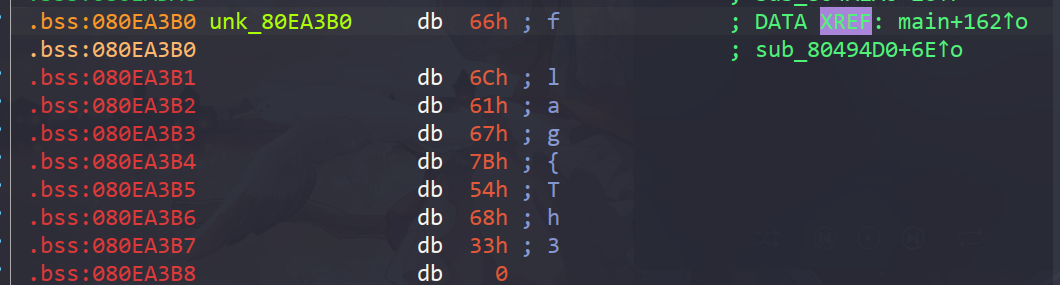 .bss:080EA3B0 unk_80EA3B0 db 66h ; f ; DATA XREF: main+162↑o
.bss:080EA3B0 ; sub_80494D0+6E↑o
.bss:080EA3B1 db 6Ch ; l
.bss:080EA3B2 db 61h ; a
.bss:080EA3B3 db 67h ; g
.bss:080EA3B4 db 7Bh ; {
.bss:080EA3B5 db 54h ; T
.bss:080EA3B6 db 68h ; h
.bss:080EA3B7 db 33h ; 3
.bss:080EA3B8 db 0